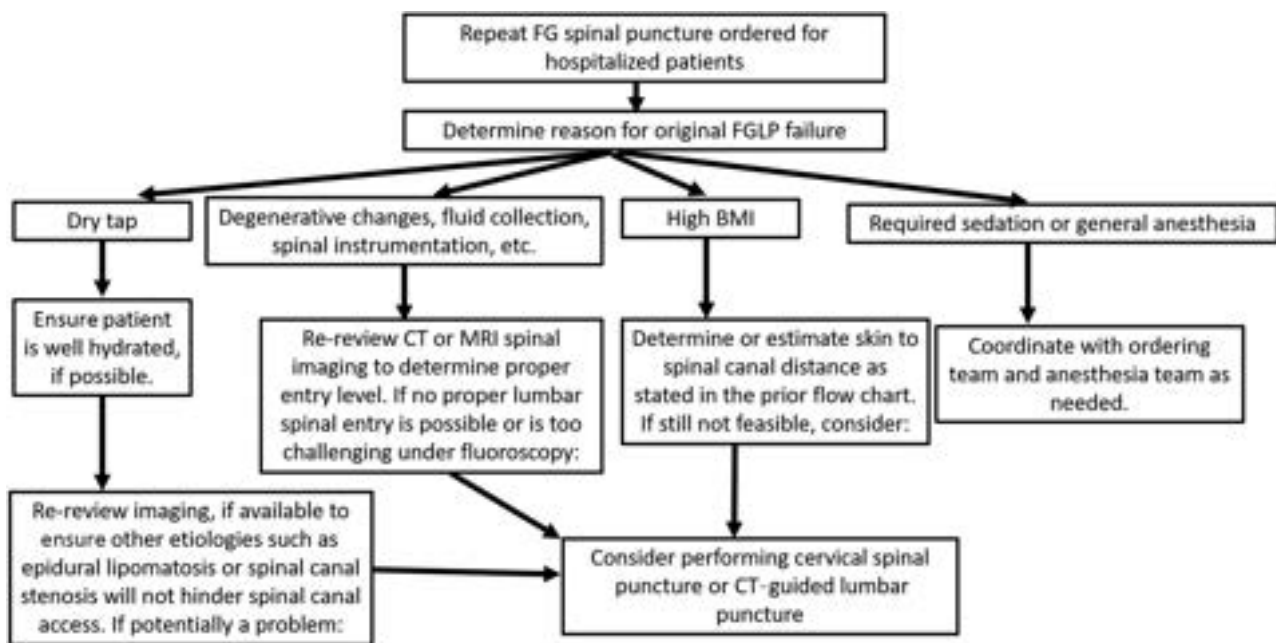 Repeat FG spinal puncture ordered for
hospitalized patients
Determine reason for original FGLP failure
Dry tap
Degenerative changes, fluid collection,
spinal instrumentation, etc.
High BMI
Required sedation or general anesthesia
Ensure patient
is well hydrated,
if possible.
Re-review CT or MRI spinal
imaging to determine proper
entry level. If no proper lumbar
spinal entry is possible or is too
challenging under fluoroscopy:
Determine or estimate skin to
spinal canal distance as
stated in the prior flow chart.
If still not feasible, consider:
Coordinate with ordering
team and anesthesia team as
needed.
Re-review imaging, if available to
ensure other etiologies such as
epidural lipomatosis or spinal canal
stenosis will not hinder spinal canal
access. If potentially a problem:
Consider performing cervical spinal
puncture or CT-guided lumbar
puncture